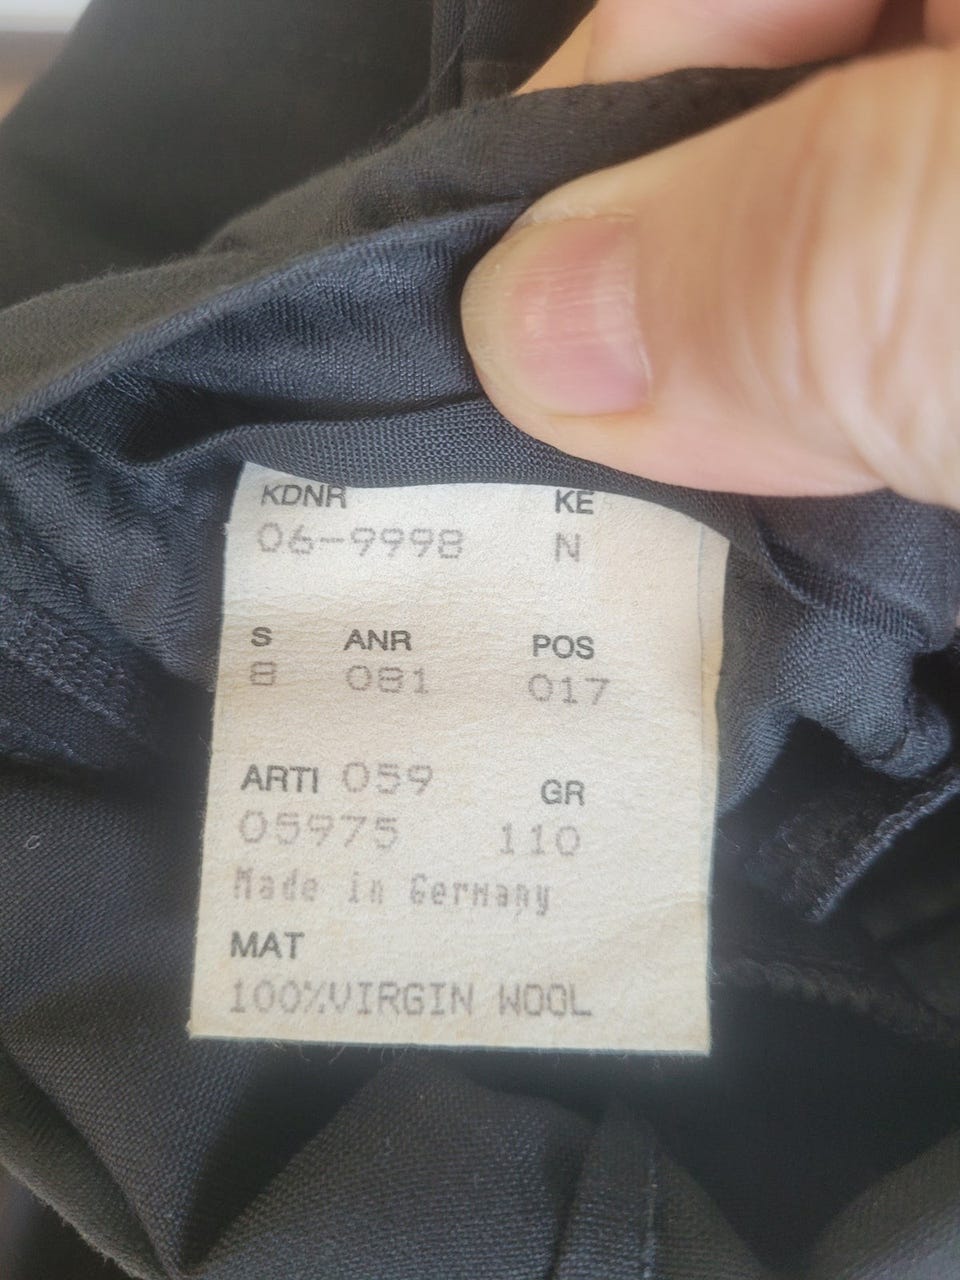 KDNR KE
06-9998 N
S ANR POS
8 081 017
ARTI 059 GR
05975 110
Made in Germany
MAT
100%VIRGIN WOOL